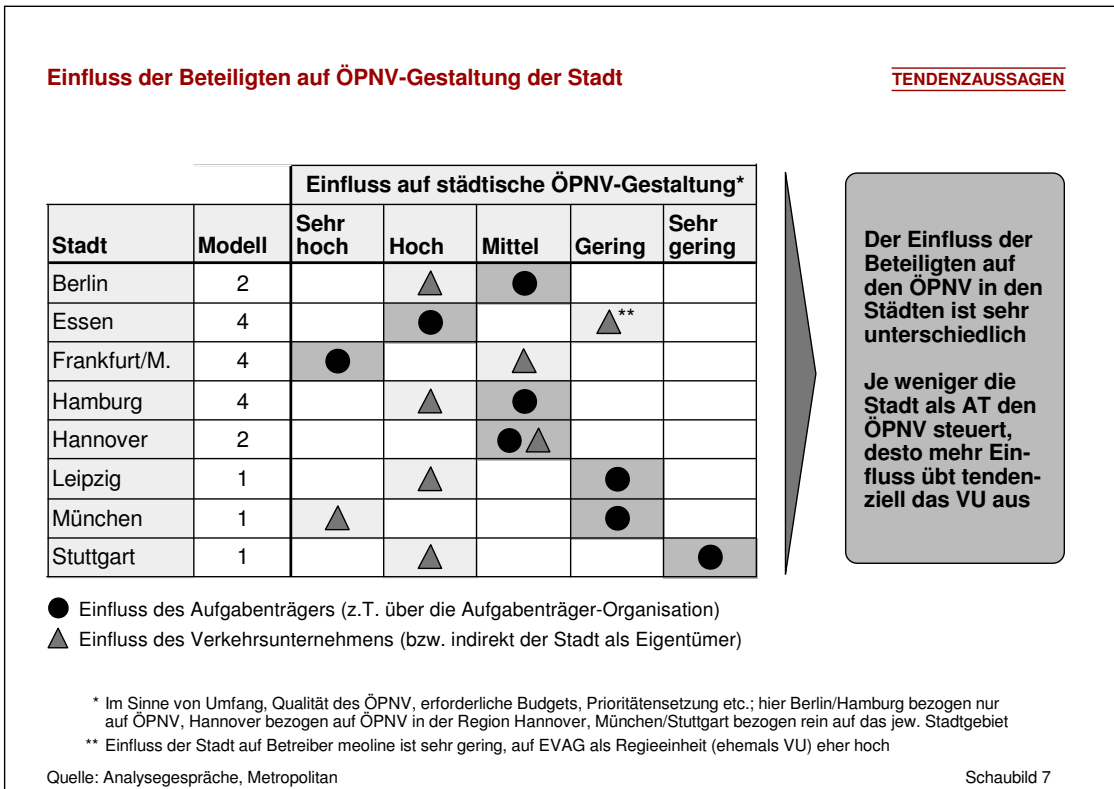 Einfluss der Beteiligten auf ÖPNV-Gestaltung der Stadt
TENDENZAUSSAGEN
Einfluss auf städtische ÖPNV-Gestaltung*
Stadt Modell Sehr hoch Hoch Mittel Gering Sehr gering
Berlin 2
Essen 4 **
Frankfurt/M. 4
Hamburg 4
Hannover 2
Leipzig 1
München 1
Stuttgart 1
Der Einfluss der
Beteiligten auf
den ÖPNV in den
Städten ist sehr
unterschiedlich
Je weniger die
Stadt als AT den
ÖPNV steuert,
desto mehr Ein-
fluss übt tenden-
ziell das VU aus
Einfluss des Aufgabenträgers (z.T. über die Aufgabenträger-Organisation)
Einfluss des Verkehrsunternehmens (bzw. indirekt der Stadt als Eigentümer)
* Im Sinne von Umfang, Qualität des ÖPNV, erforderliche Budgets, Prioritätensetzung etc.; hier Berlin/Hamburg bezogen nur
auf ÖPNV, Hannover bezogen auf ÖPNV in der Region Hannover, München/Stuttgart bezogen rein auf das jew. Stadtgebiet
** Einfluss der Stadt auf Betreiber meoline ist sehr gering, auf EVAG als Regieeinheit (ehemals VU) eher hoch
Quelle: Analysegespräche, Metropolitan
Schaubild 7